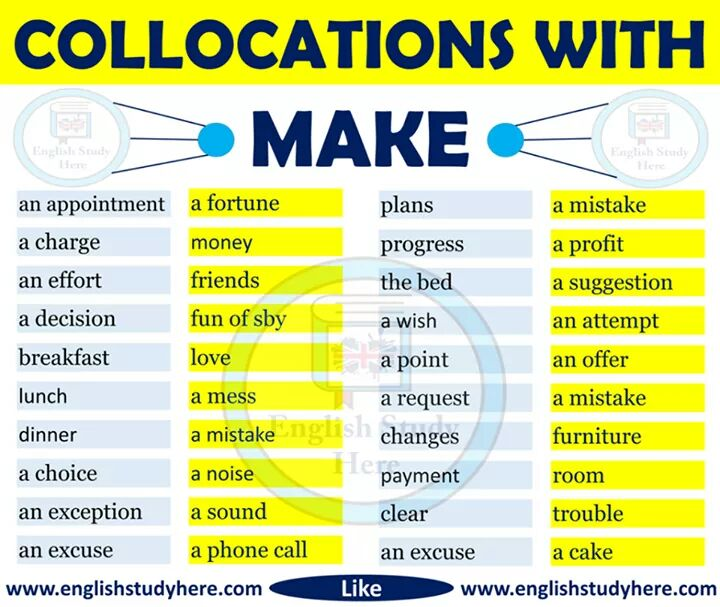 COLLOCATIONS WITH
MAKE
English Study
Here
English Study
Here
an appointment
a charge
an effort
a decision
breakfast
lunch
dinner
a choice
an exception
an excuse
a fortune
money
friends
fun of sby
love
a mess
a mistake
a noise
a sound
a phone call
plans
progress
the bed
a wish
a point
a request
changes
payment
clear
an excuse
a mistake
a profit
a suggestion
an attempt
an offer
a mistake
furniture
room
trouble
a cake
English Study
Here
www.englishstudyhere.com
Like
www.englishstudyhere.com